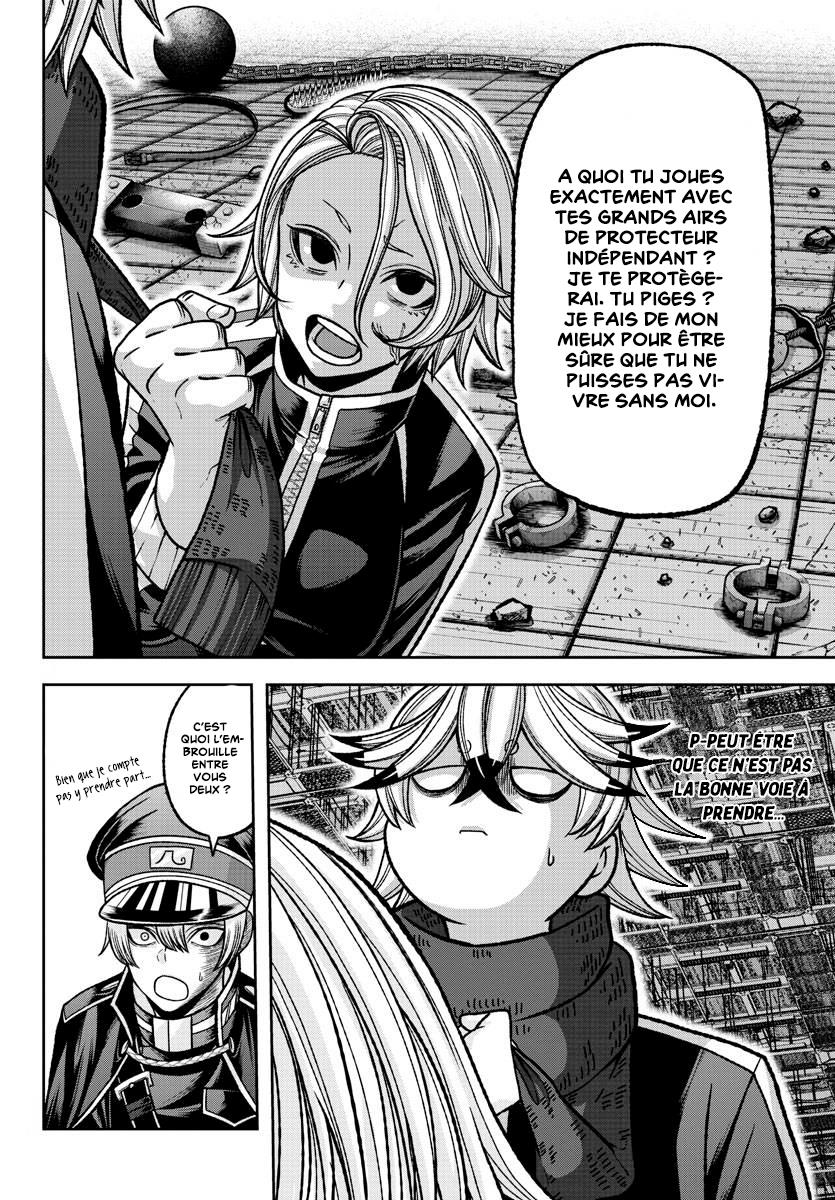 A QUOI TU JOUES
EXACTEMENT AVEC
TES GRANDS AIRS
DE PROTECTEUR
INDÉPENDANT ?
JE TE PROTÈGE-
RAI. TU PIGES ?
JE FAIS DE MON
MIEUX POUR ÊTRE
SÛRE QUE TU NE
PUISSES PAS VI-
VRE SANS MOI.
P-PEUT ÊTRE
QUE CE N'EST PAS
LA BONNE VOIE À
PRENDRE...
C'EST
QUOI L'EM-
BROUILLE
ENTRE
VOUS
DEUX ?
Bien que je compte
pas y prendre part...
九